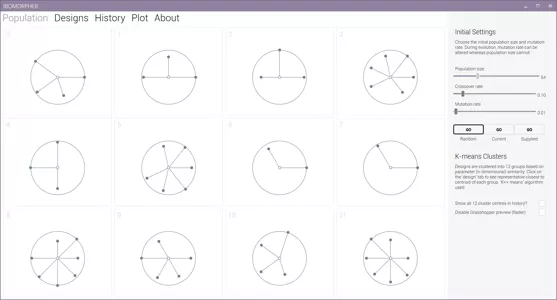 BIOMORPHER
Population Designs History Plot About
0
1
2
3
4
5
6
7
8
9
10
11
Initial Settings
Choose the initial population size and mutation
rate. During evolution, mutation rate can be
altered whereas population size cannot.
Population size
64
Crossover rate
0.10
Mutation rate
0.01
GO GO GO
Random Current Supplied
K-means Clusters
Designs are clustered into 12 groups based on
parameter (n-dimensional) similarity. Click on
the 'design' tab to see representative closest to
centroid of each group. 'K++ means' algorithm
used.
Show all 12 cluster centres in history?
Disable Grasshopper preview (faster)